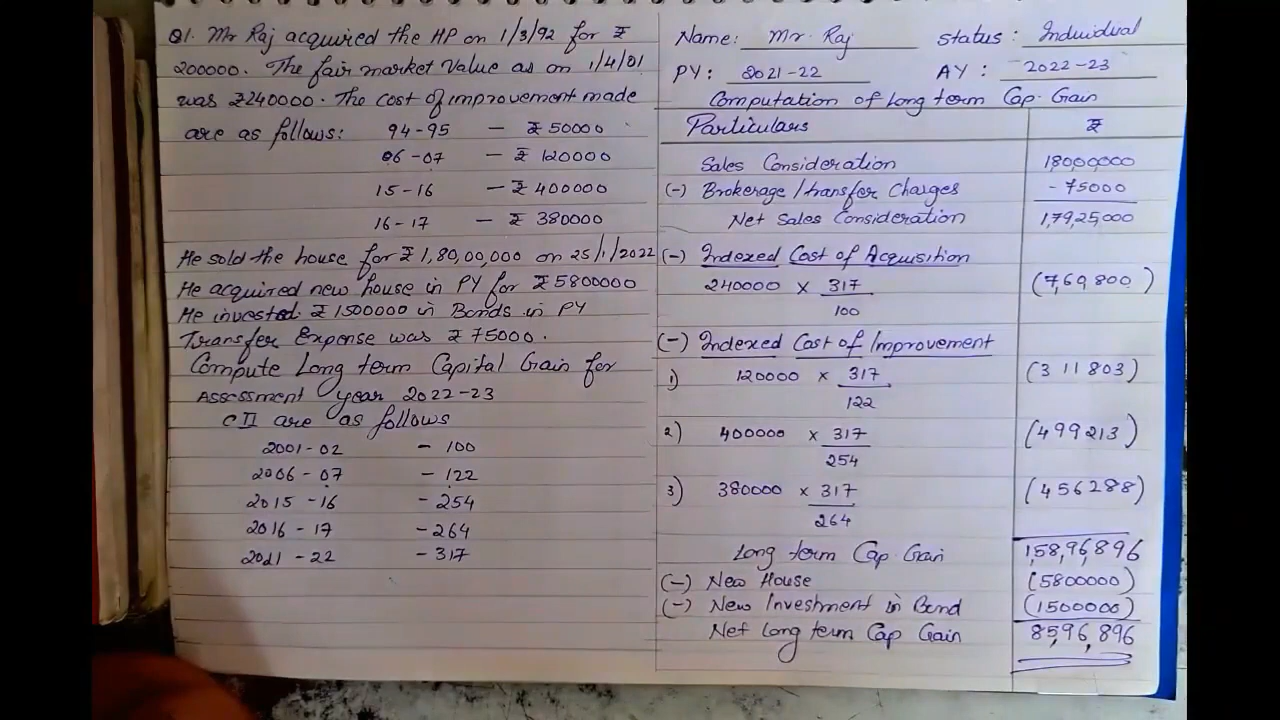 Q1. Mr Raj acquired the HP on 1/3/92 for ₹
200000. The fair market value as on 1/4/01
was ₹240000. The cost of improvement made
are as follows: 94-95 - ₹ 50000
06-07 - ₹ 120000
15-16 - ₹ 400000
16-17 - ₹ 380000
He sold the house for ₹ 1,80,00,000 on 25/1/2022
He acquired new house in PY for ₹ 5800000
He invested ₹ 1500000 in Bonds in PY
Transfer Expense was ₹ 75000.
Compute Long term Capital Gain for
Assessment year 2022-23
CII are as follows
2001-02 - 100
2006-07 - 122
2015-16 - 254
2016-17 - 264
2021-22 - 317
Name: Mr. Raj Status: Individual
PY: 2021-22 AY: 2022-23
Computation of Long term Cap. Gain
Particulars ₹
Sales Consideration 18000000
(-) Brokerage/transfer Charges - 75000
Net Sales Consideration 1,79,25,000
(-) Indexed Cost of Acquisition
240000 × 317 (7,60,800)
100
(-) Indexed Cost of Improvement
1) 120000 × 317 (311803)
122
2) 400000 × 317 (499213)
254
3) 380000 × 317 (456288)
264
Long term Cap Gain 1,58,96,896
(-) New House (5800000)
(-) New Investment in Bond (1500000)
Net Long term Cap Gain 85,96,896